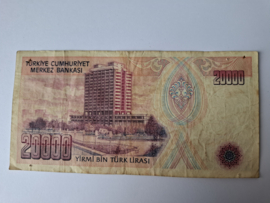 TÜRKİYE CUMHURİYET
MERKEZ BANKASI
20000
20000
YİRMİ BİN TÜRK LİRASI